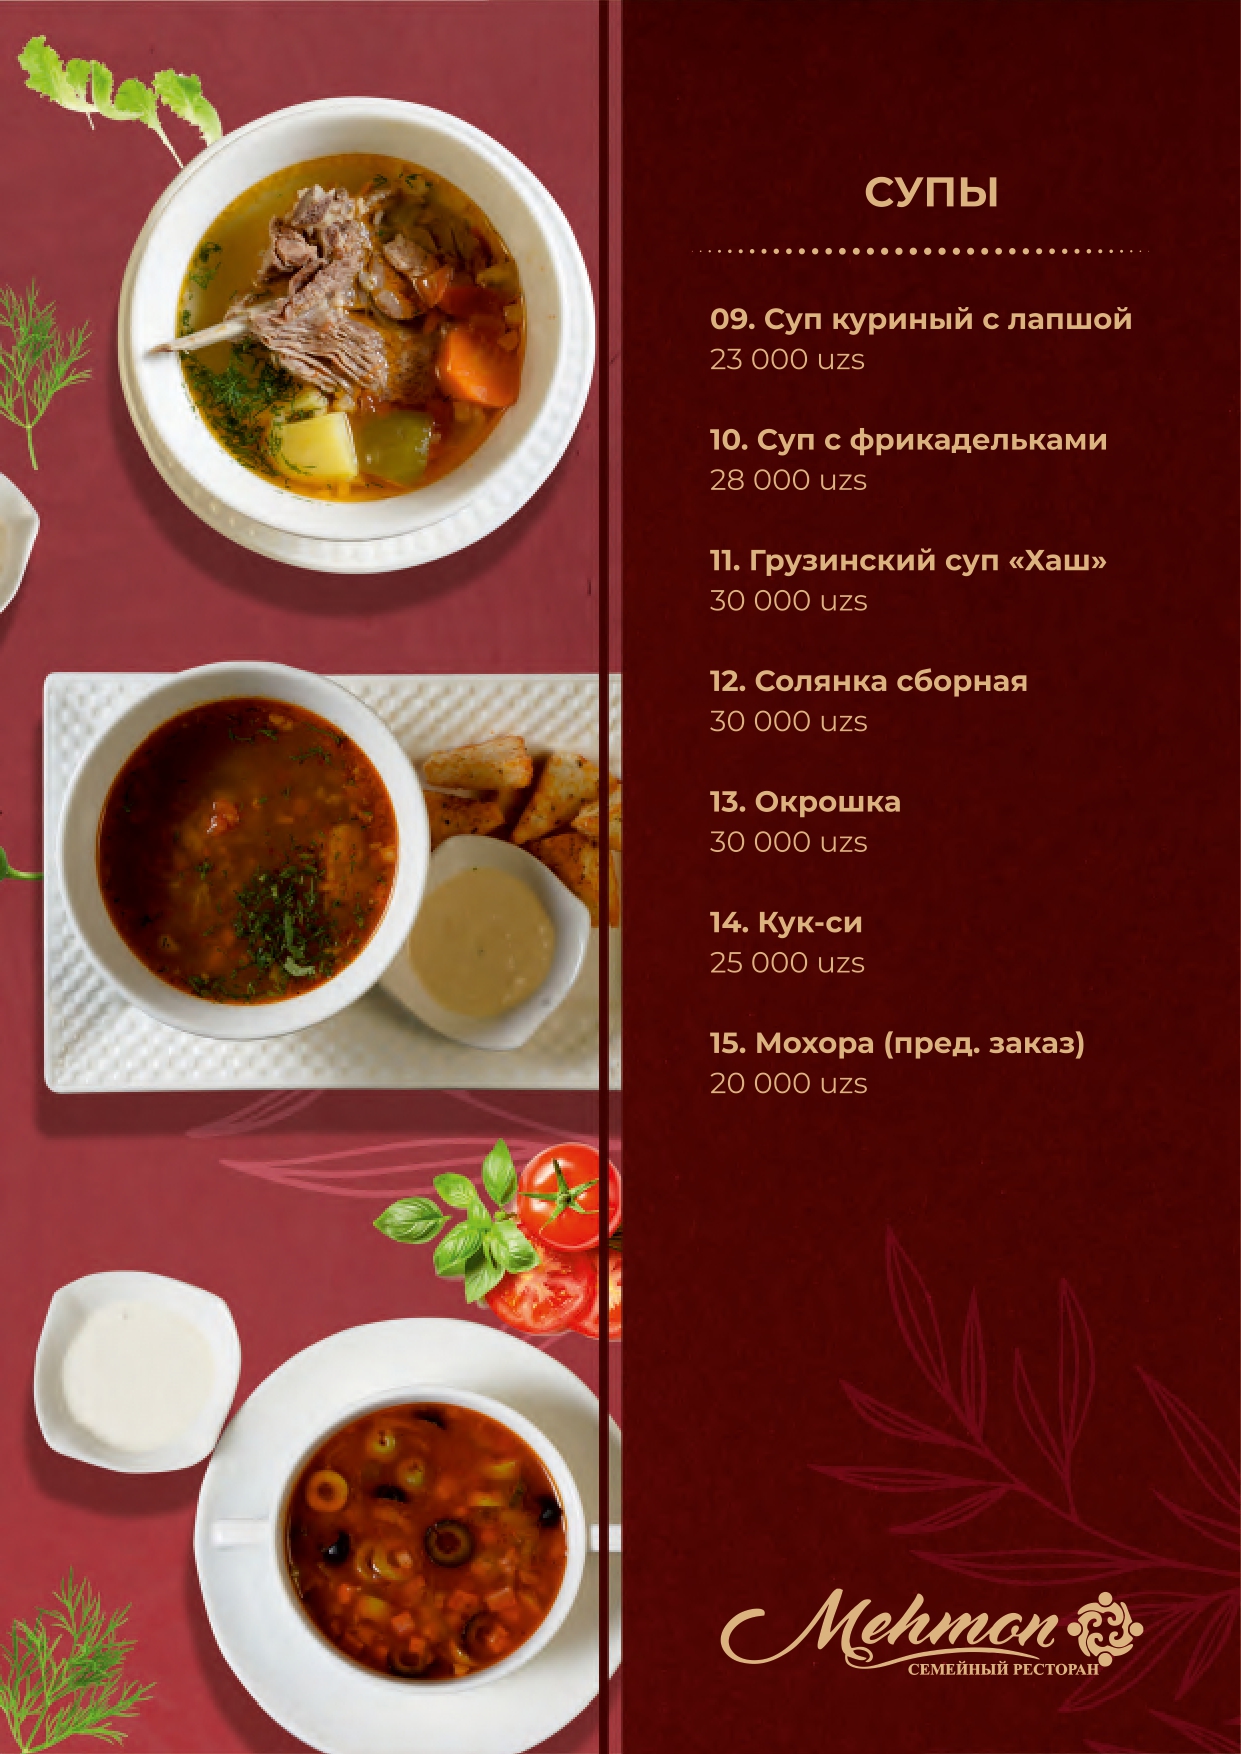 СУПЫ
09. Суп куриный с лапшой
23 000 uzs
10. Суп с фрикадельками
28 000 uzs
11. Грузинский суп «Хаш»
30 000 uzs
12. Солянка сборная
30 000 uzs
13. Окрошка
30 000 uzs
14. Кук-си
25 000 uzs
15. Мохора (пред. заказ)
20 000 uzs
Mehmon
СЕМЕЙНЫЙ РЕСТОРАН